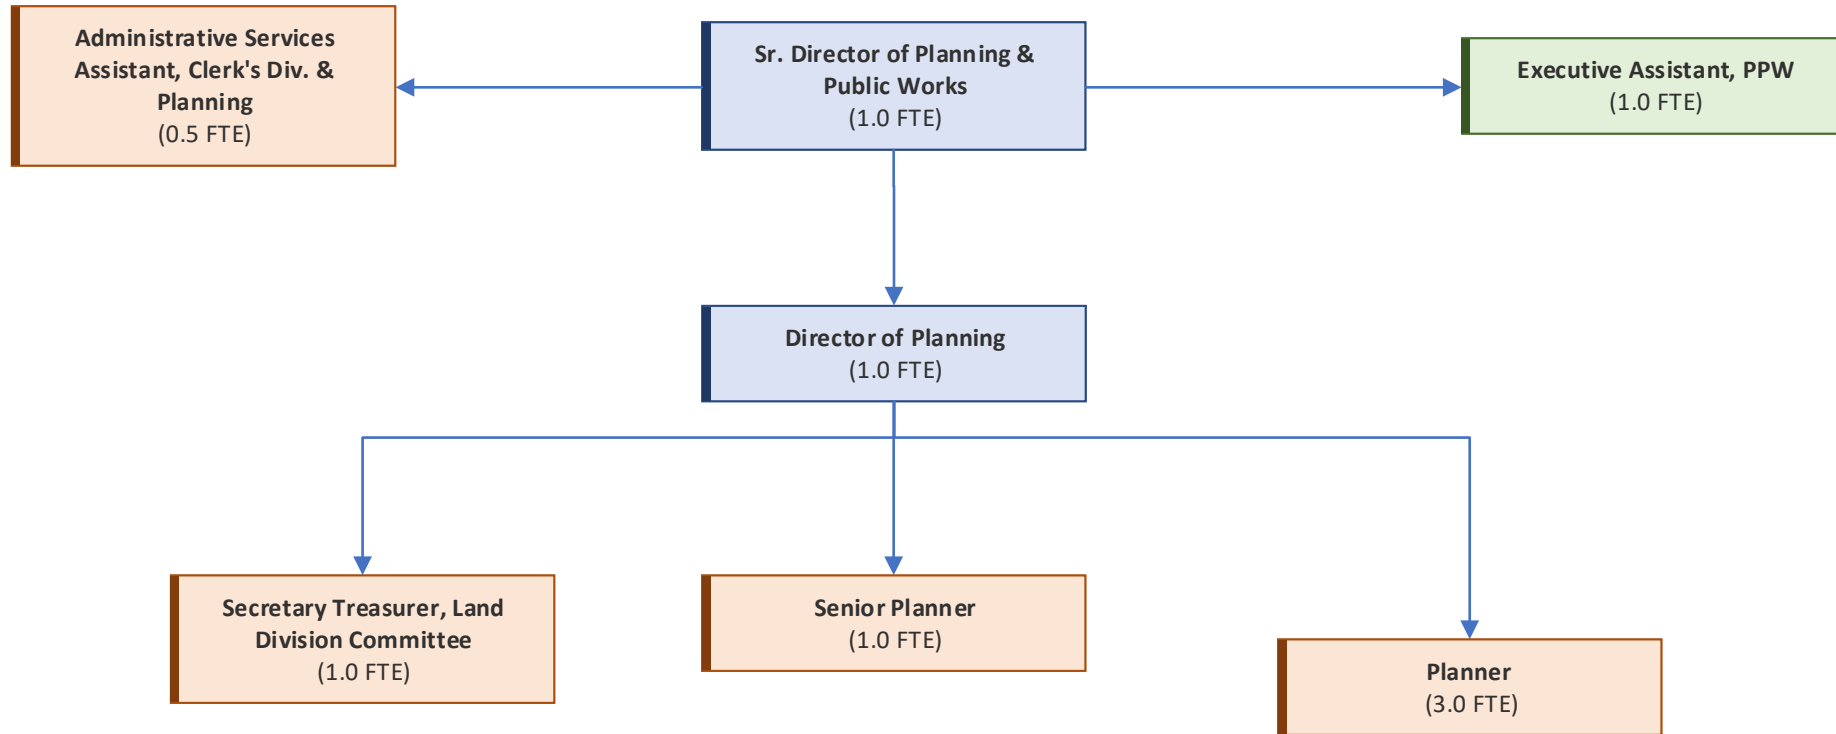 Administrative Services
Assistant, Clerk's Div. &
Planning
(0.5 FTE)
Sr. Director of Planning &
Public Works
(1.0 FTE)
Executive Assistant, PPW
(1.0 FTE)
Director of Planning
(1.0 FTE)
Secretary Treasurer, Land
Division Committee
(1.0 FTE)
Senior Planner
(1.0 FTE)
Planner
(3.0 FTE)